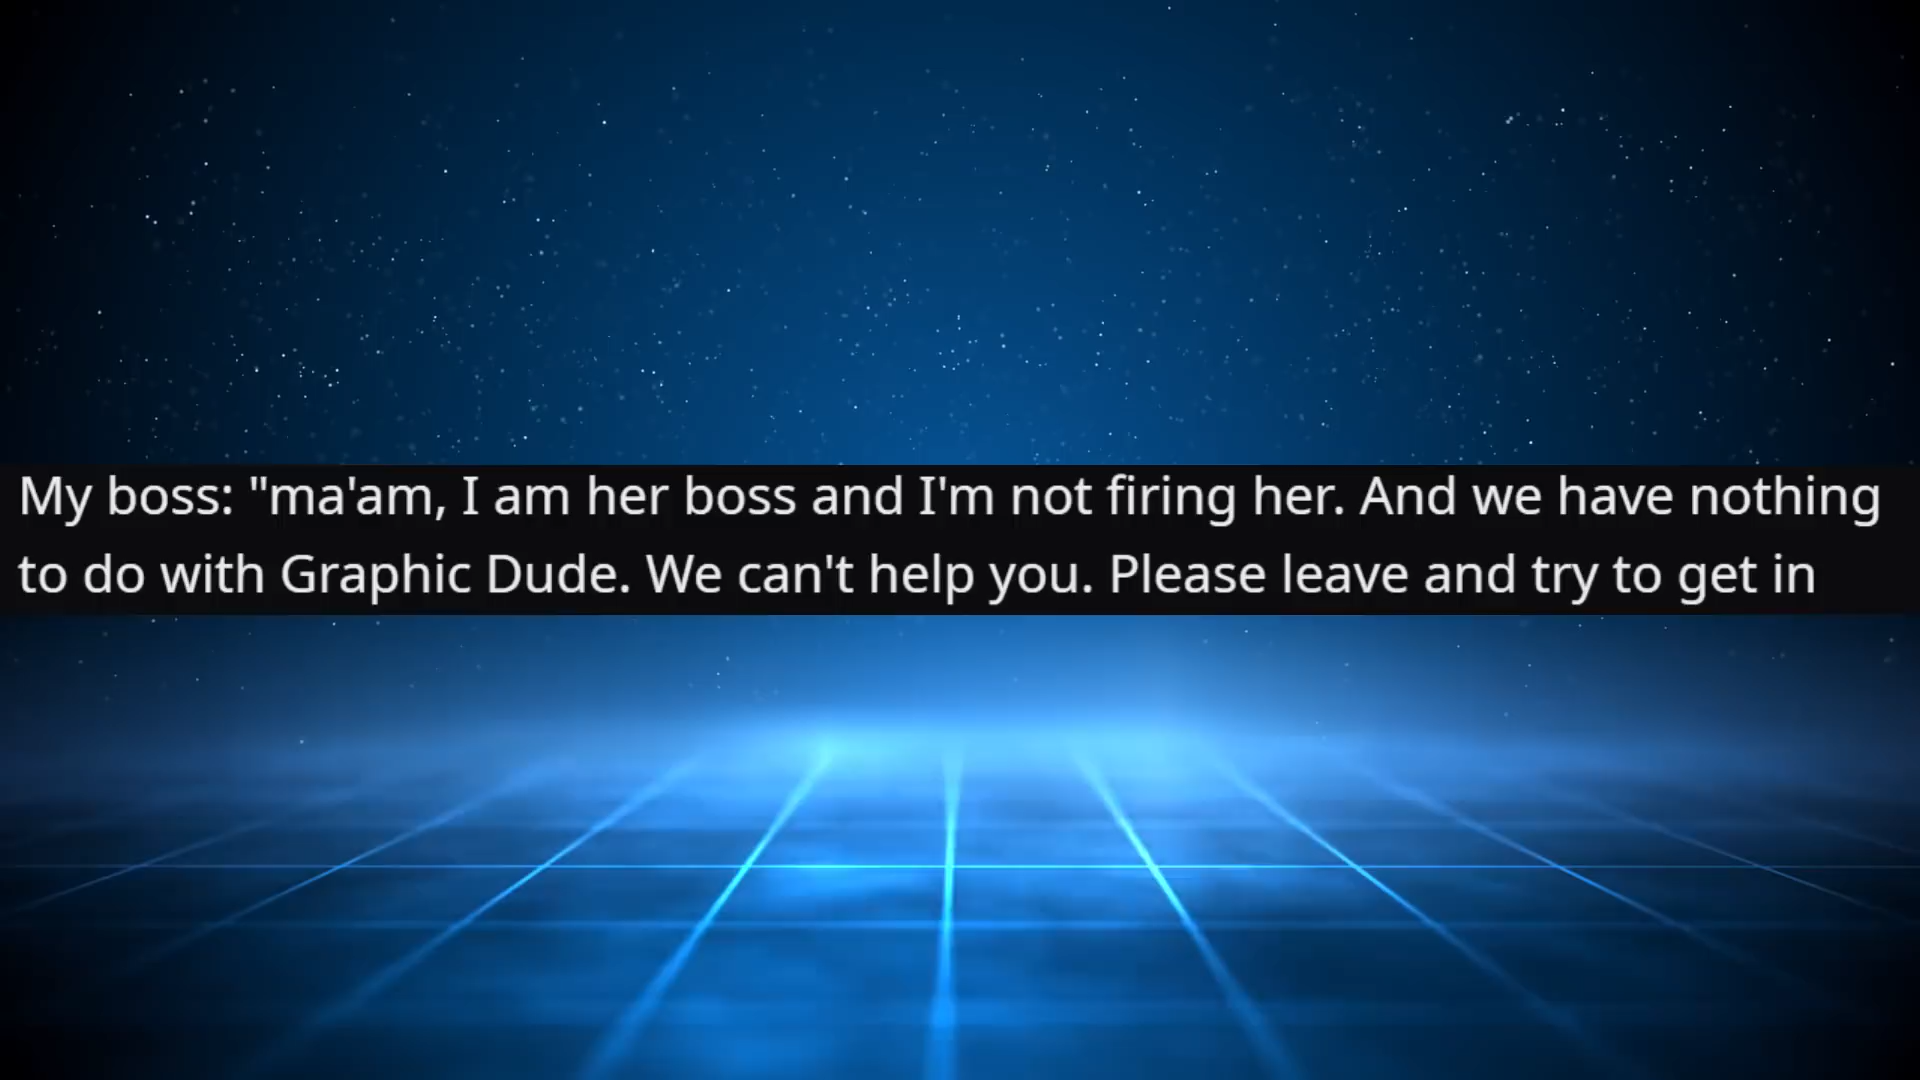 My boss: "ma'am, I am her boss and I'm not firing her. And we have nothing
to do with Graphic Dude. We can't help you. Please leave and try to get in